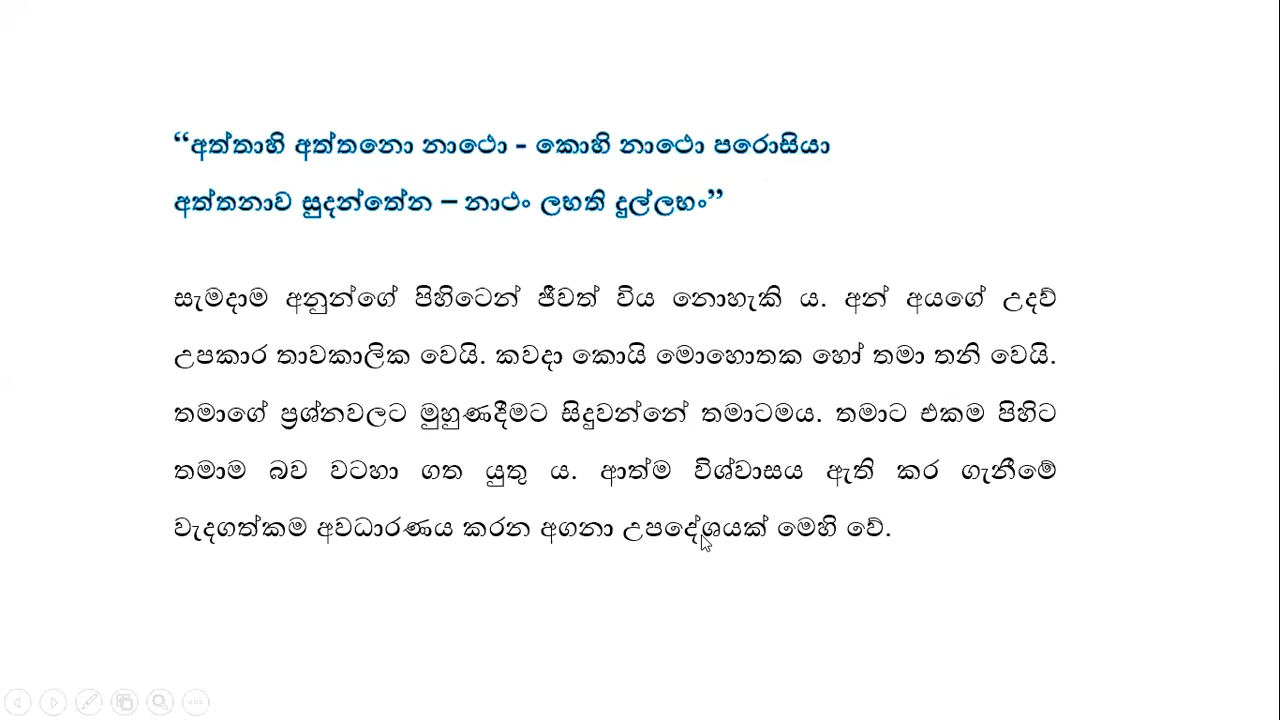 “අත්තාහි අත්තනො නාථො - කොහි නාථො පරොසියා
අත්තනාව සුදන්තේන – නාථං ලභති දුල්ලභං”
සැමදාම අනුන්ගේ පිහිටෙන් ජීවත් විය නොහැකි ය. අන් අයගේ උදව්
උපකාර තාවකාලික වෙයි. කවදා කොයි මොහොතක හෝ තමා තනි වෙයි.
තමාගේ ප්‍රශ්නවලට මුහුණදීමට සිදුවන්නේ තමාටමය. තමාට එකම පිහිට
තමාම බව වටහා ගත යුතු ය. ආත්ම විශ්වාසය ඇති කර ගැනීමේ
වැදගත්කම අවධාරණය කරන අගනා උපදේශයක් මෙහි වේ.